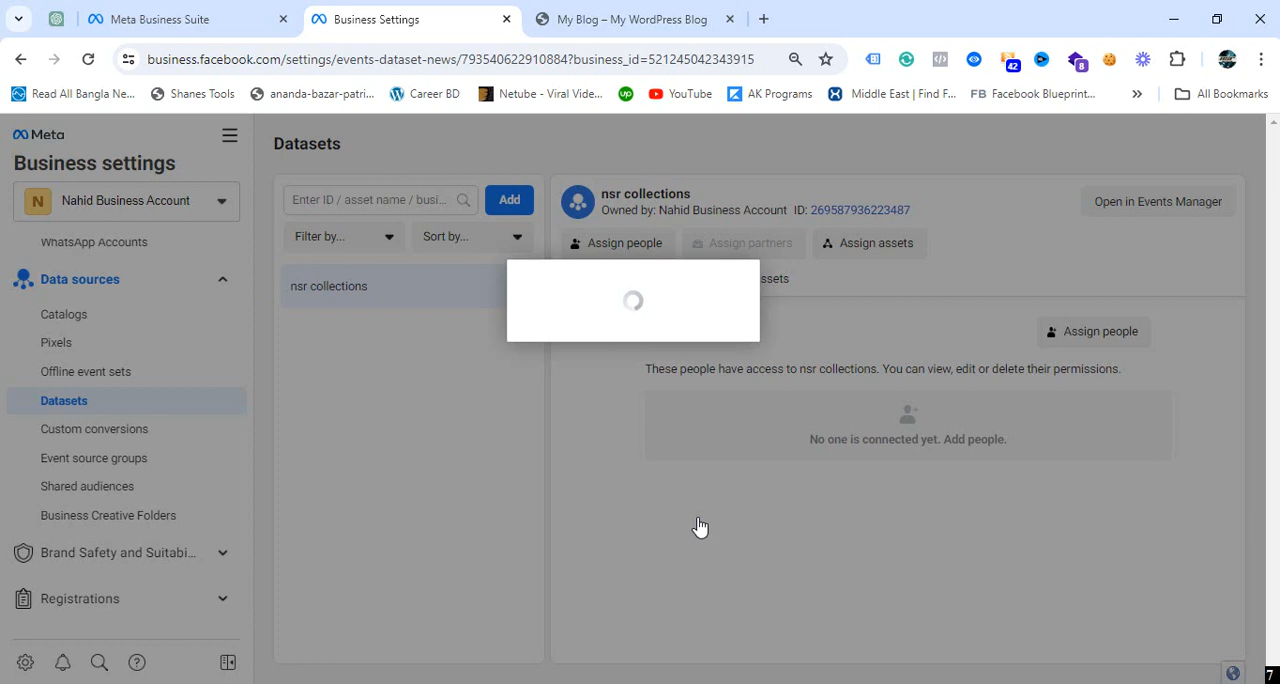 Meta Business Suite
Business Settings
My Blog – My WordPress Blog
business.facebook.com/settings/events-dataset-news/793540622910884?business_id=521245042343915
42
8
Read All Bangla Ne...
Shanes Tools
ananda-bazar-patri...
Career BD
Netube - Viral Vide...
up
YouTube
AK Programs
Middle East | Find F...
FB Facebook Blueprint...
All Bookmarks
Meta
Business settings
N Nahid Business Account
WhatsApp Accounts
Data sources
Catalogs
Pixels
Offline event sets
Datasets
Custom conversions
Event source groups
Shared audiences
Business Creative Folders
Brand Safety and Suitabi...
Registrations
Datasets
Enter ID / asset name / busi...
Add
Filter by...
Sort by...
nsr collections
nsr collections
Owned by: Nahid Business Account ID: 269587936223487
Open in Events Manager
Assign people
Assign partners
Assign assets
ssets
Assign people
These people have access to nsr collections. You can view, edit or delete their permissions.
No one is connected yet. Add people.
7